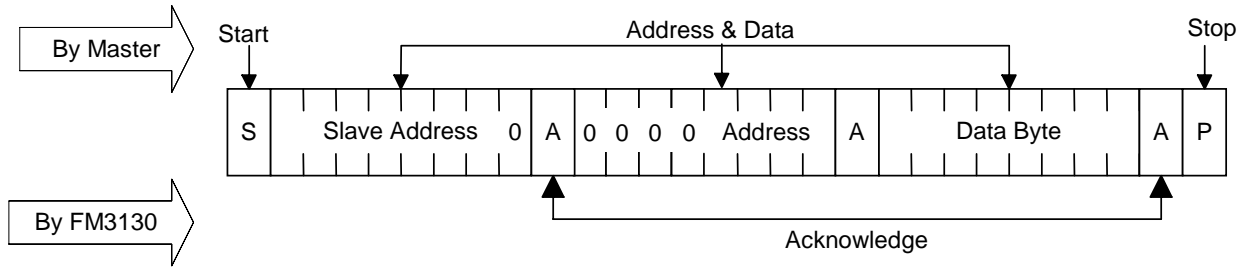 Start
Address & Data
Stop
By Master
S Slave Address 0 A 0 0 0 0 Address A Data Byte A P
By FM3130
Acknowledge